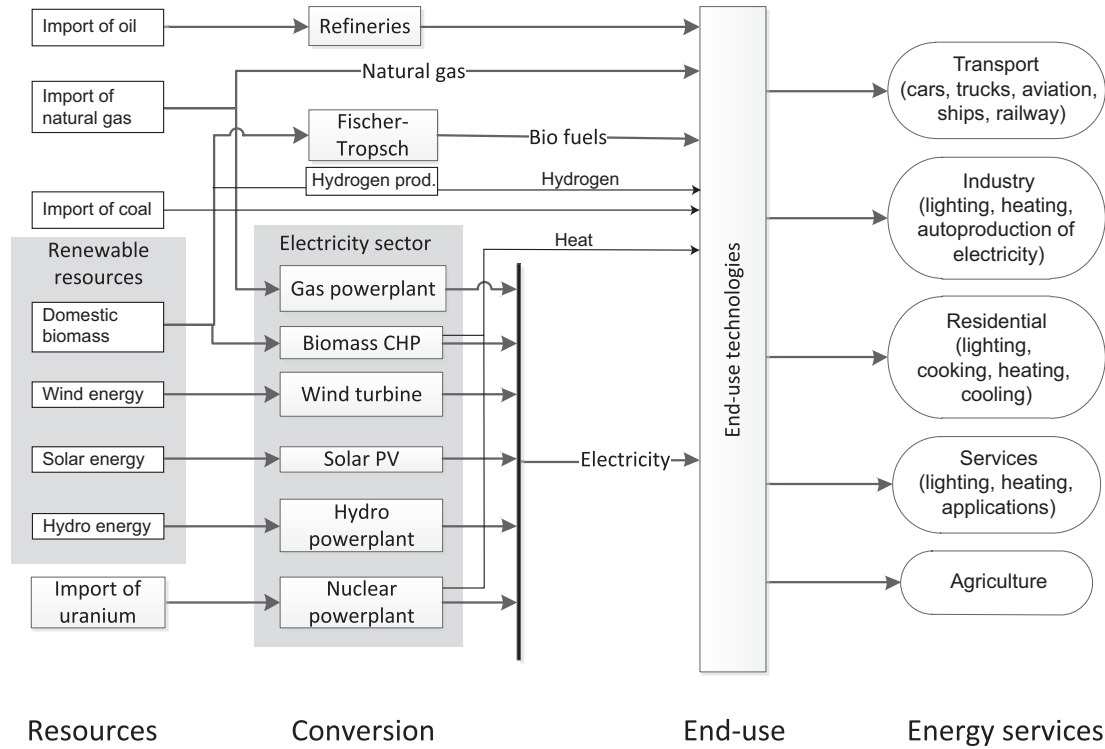 Import of oil
Refineries
Import of
natural gas
Natural gas
Fischer-
Tropsch
Bio fuels
Hydrogen prod.
Hydrogen
Import of coal
Renewable
resources
Electricity sector
Heat
Gas powerplant
Domestic
biomass
Biomass CHP
Wind energy
Wind turbine
Solar energy
Solar PV
Electricity
Hydro energy
Hydro
powerplant
Import of
uranium
Nuclear
powerplant
End-use technologies
Transport
(cars, trucks, aviation,
ships, railway)
Industry
(lighting, heating,
autoproduction of
electricity)
Residential
(lighting,
cooking, heating,
cooling)
Services
(lighting, heating,
applications)
Agriculture
Resources
Conversion
End-use
Energy services